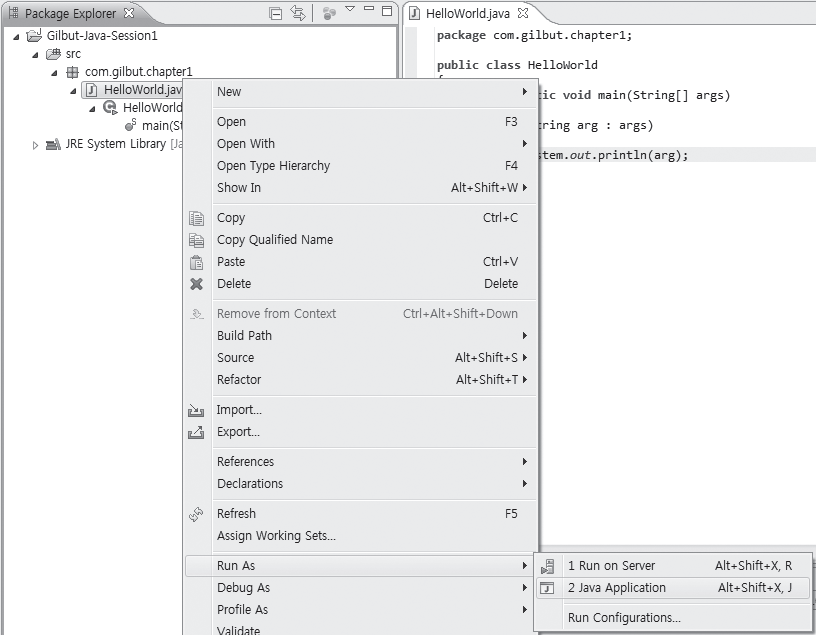 Package Explorer
Gilbut-Java-Session1
src
com.gilbut.chapter1
HelloWorld.jav
HelloWorld
main(St
JRE System Library [Ja
HelloWorld.java
package com.gilbut.chapter1;
public class HelloWorld
{
tic void main(String[] args)
tring arg : args)
stem.out.println(arg);
New
Open F3
Open With
Open Type Hierarchy F4
Show In Alt+Shift+W
Copy Ctrl+C
Copy Qualified Name
Paste Ctrl+V
Delete Delete
Remove from Context Ctrl+Alt+Shift+Down
Build Path
Source Alt+Shift+S
Refactor Alt+Shift+T
Import...
Export...
References
Declarations
Refresh F5
Assign Working Sets...
Run As
Debug As
Profile As
Validate
1 Run on Server Alt+Shift+X, R
2 Java Application Alt+Shift+X, J
Run Configurations...